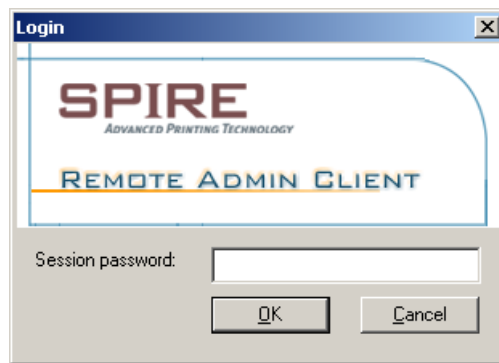 Login
SPIRE
ADVANCED PRINTING TECHNOLOGY
REMOTE ADMIN CLIENT
Session password:
OK
Cancel